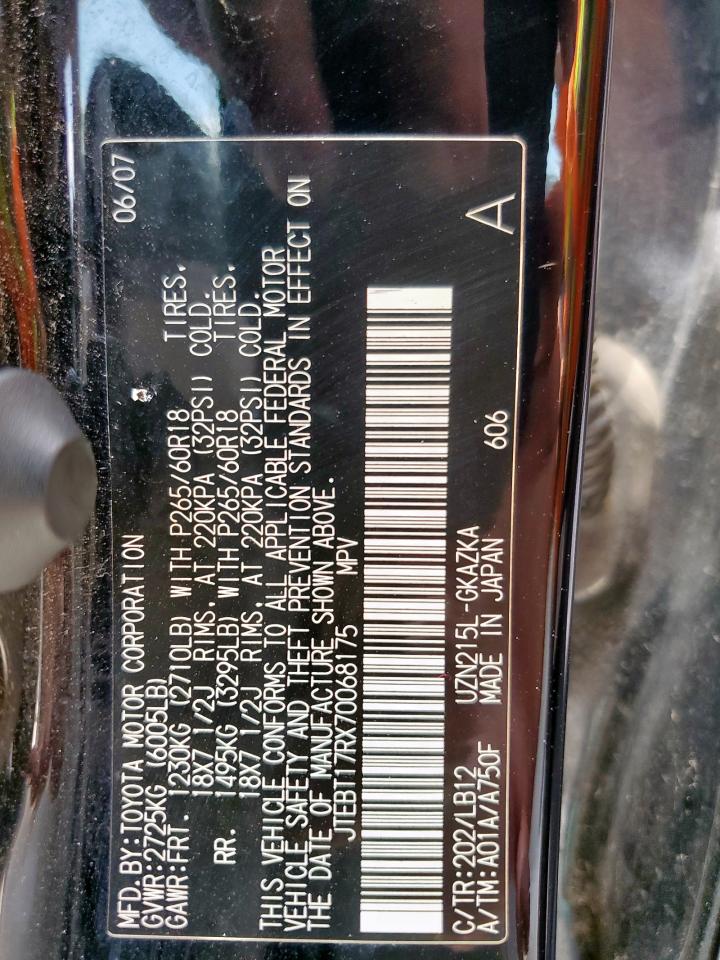 MFD. BY: TOYOTA MOTOR CORPORATION 06/07
GVWR: 2725KG (6005LB)
GAWR: FRT. 1230KG (2710LB) WITH P265/60R18 TIRES.
18X7 1/2J RIMS. AT 220KPA (32PSI) COLD.
RR. 1495KG (3295LB) WITH P265/60R18 TIRES.
18X7 1/2J RIMS. AT 220KPA (32PSI) COLD.
THIS VEHICLE CONFORMS TO ALL APPLICABLE FEDERAL MOTOR
VEHICLE SAFETY AND THEFT PREVENTION STANDARDS IN EFFECT ON
THE DATE OF MANUFACTURE SHOWN ABOVE.
JTEBT17RX70068175 MPV
C/TR: 202/LB12 UZN215L-GKAZKA 606 A
A/TM: A01A/A750F MADE IN JAPAN